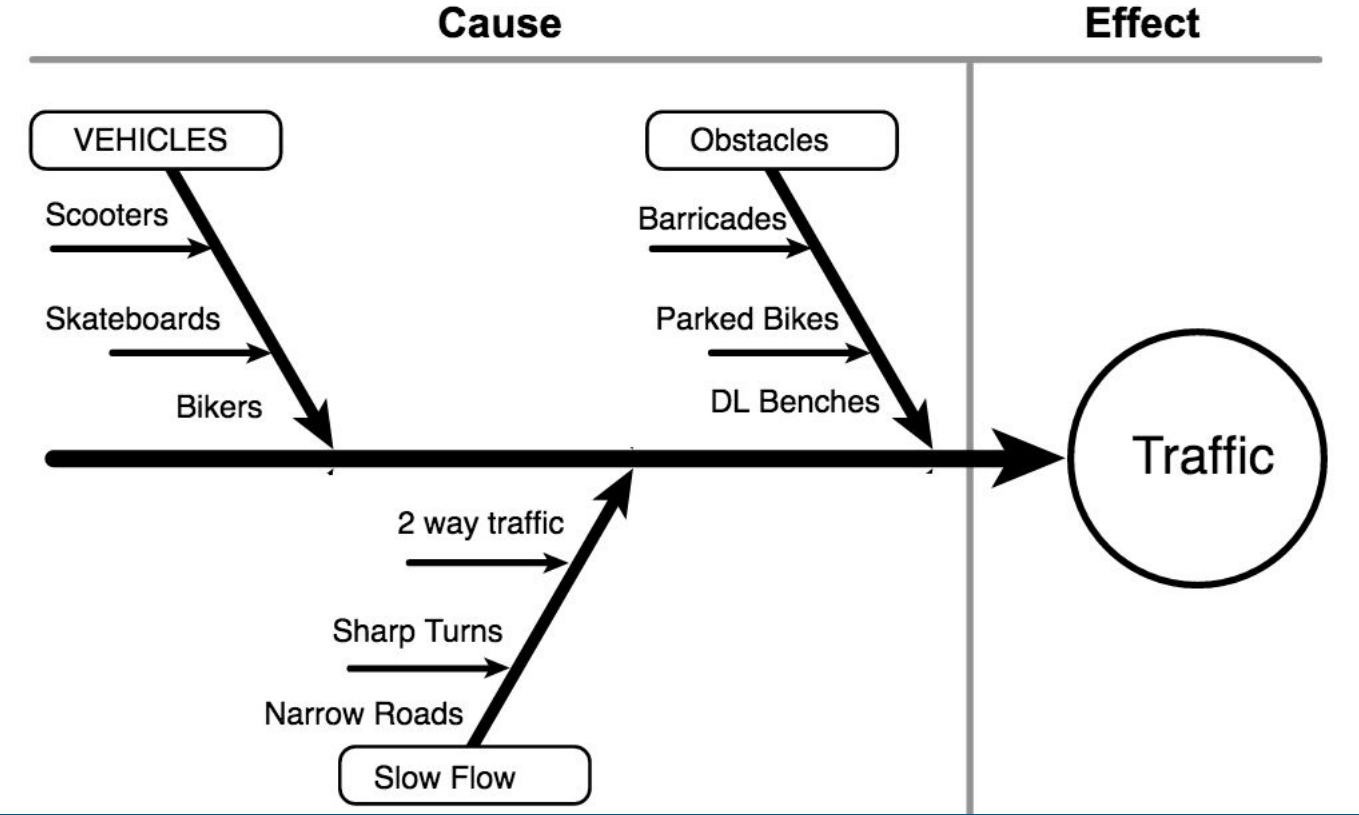 Cause
Effect
VEHICLES
Scooters
Skateboards
Bikers
Obstacles
Barricades
Parked Bikes
DL Benches
2 way traffic
Sharp Turns
Narrow Roads
Slow Flow
Traffic